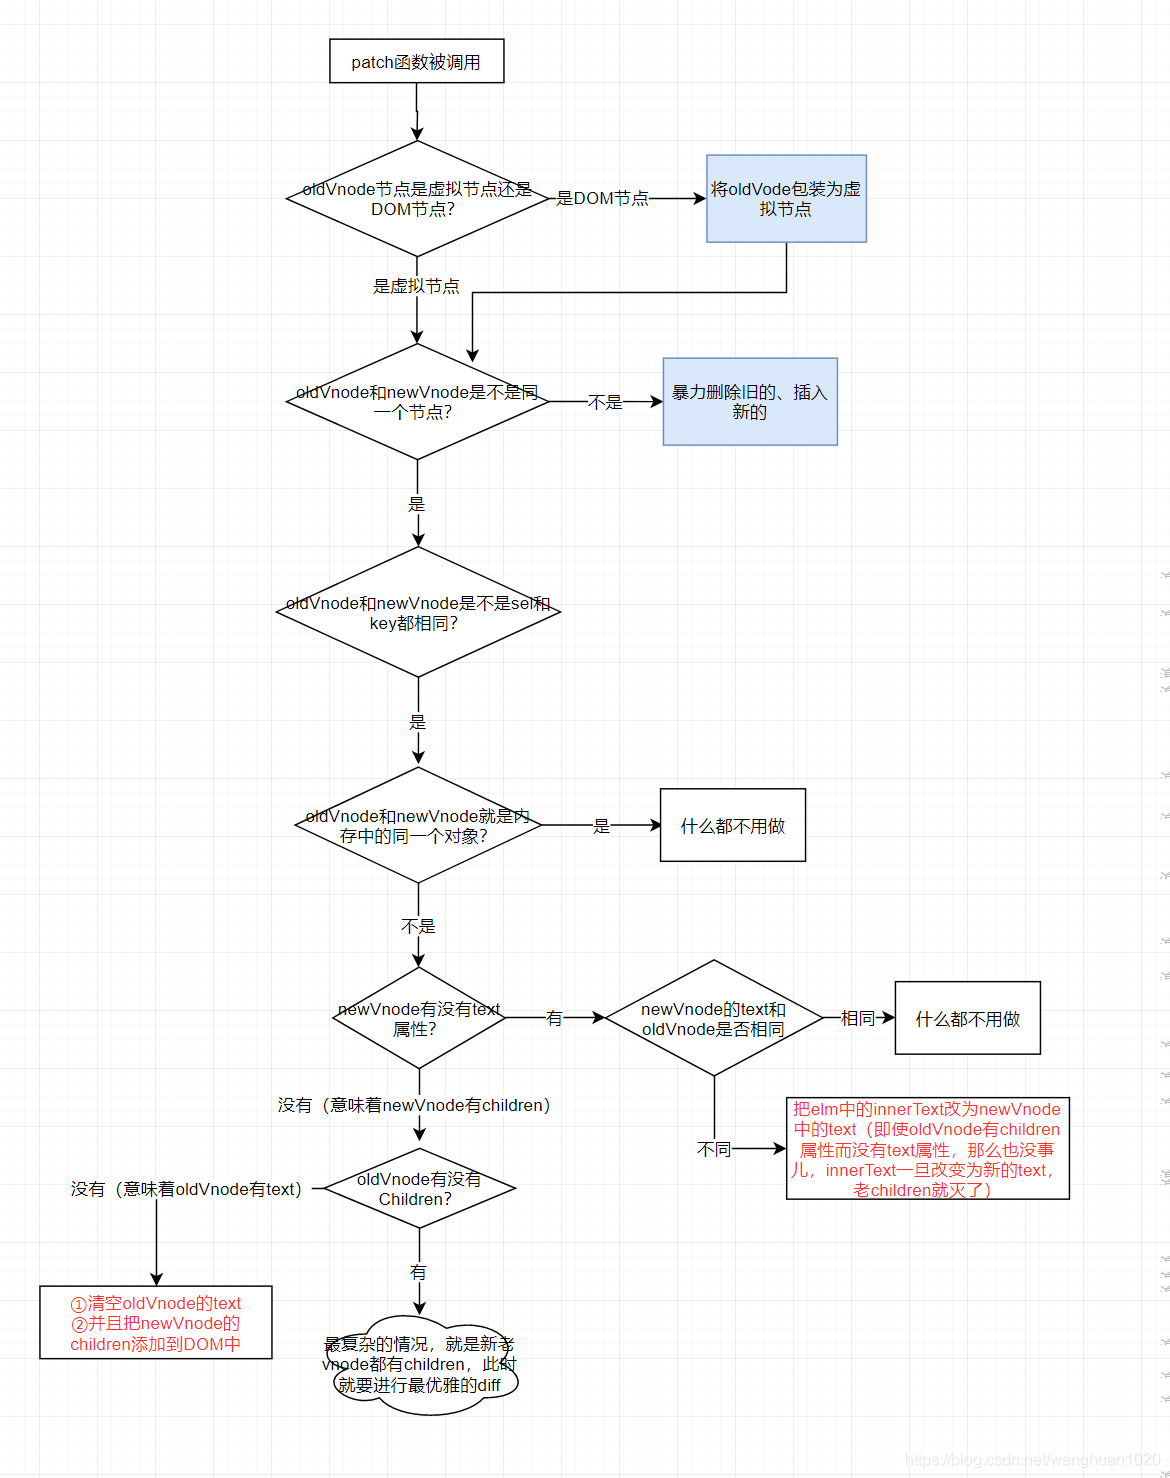 patch函数被调用
oldVnode节点是虚拟节点还是
DOM节点？
是DOM节点
将oldVode包装为虚
拟节点
是虚拟节点
oldVnode和newVnode是不是同
一个节点？
不是
暴力删除旧的、插入
新的
是
oldVnode和newVnode是不是sel和
key都相同？
是
oldVnode和newVnode就是内
存中的同一个对象？
是
什么都不用做
不是
newVnode有没有text
属性？
有
newVnode的text和
oldVnode是否相同
相同
什么都不用做
不同
把elm中的innerText改为newVnode
中的text（即使oldVnode有children
属性而没有text属性，那么也没事
儿，innerText一旦改变为新的text，
老children就灭了）
没有（意味着newVnode有children）
oldVnode有没有
Children？
没有（意味着oldVnode有text）
①清空oldVnode的text
②并且把newVnode的
children添加到DOM中
有
最复杂的情况，就是新老
vnode都有children，此时
就要进行最优雅的diff
https://blog.csdn.net/wanghuan1020